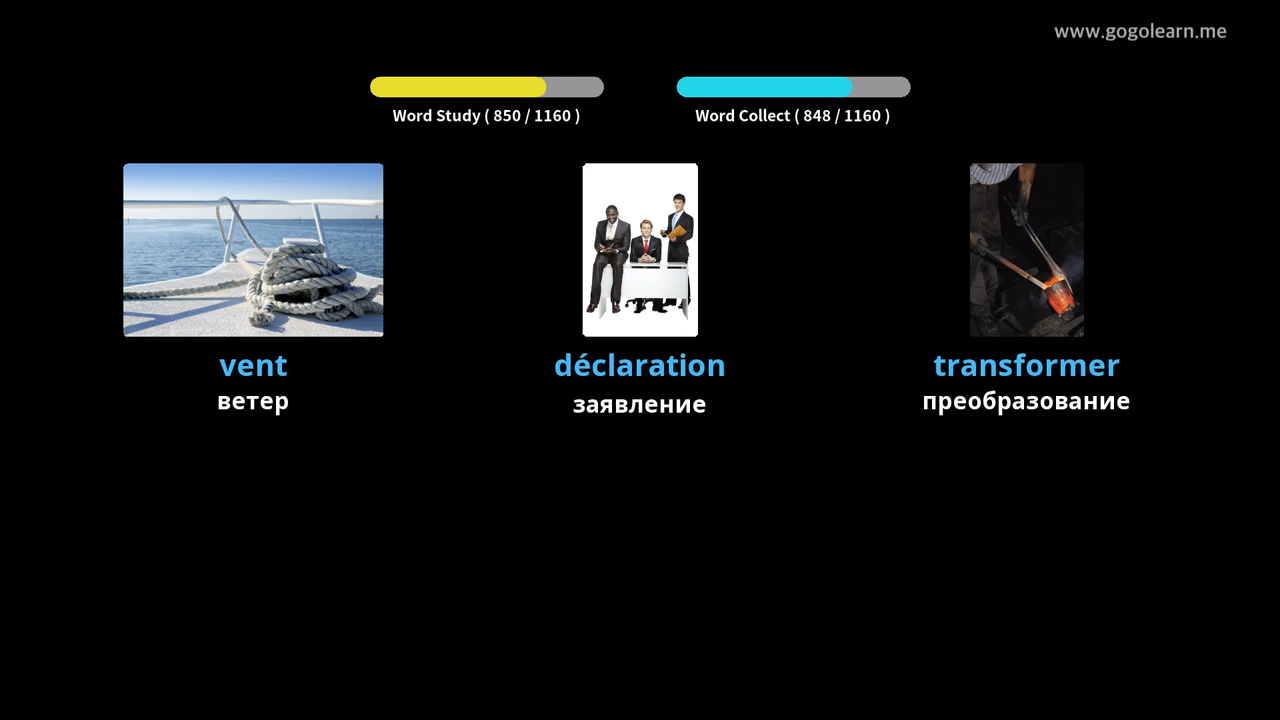 www.gogolearn.me
Word Study ( 850 / 1160 )
Word Collect ( 848 / 1160 )
vent
ветер
déclaration
заявление
transformer
преобразование